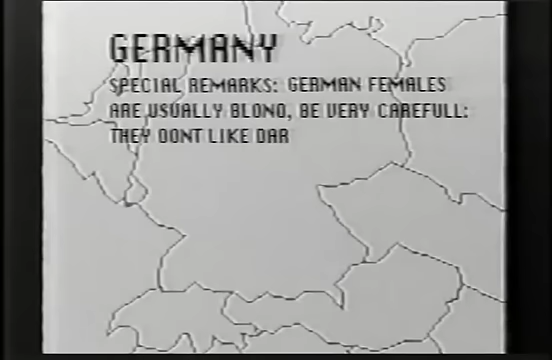 GERMANY
SPECIAL REMARKS: GERMAN FEMALES
ARE USUALLY BLOND, BE VERY CAREFULL:
THEY DONT LIKE DAR